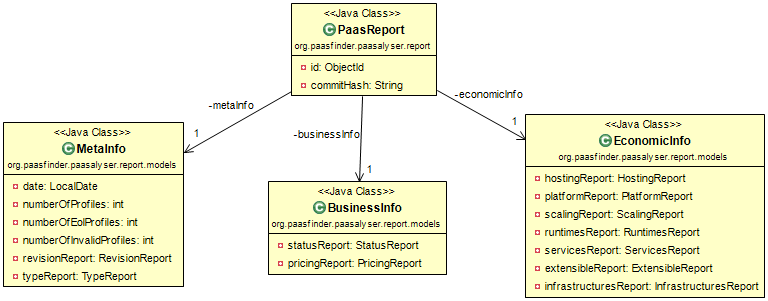 <<Java Class>>
C PaasReport
org.paasfinder.paasalyser.report
id: ObjectId
commitHash: String
-metaInfo
1
-businessInfo
1
-economicInfo
1
<<Java Class>>
C MetaInfo
org.paasfinder.paasalyser.report.models
date: LocalDate
numberOfProfiles: int
numberOfEolProfiles: int
numberOfInvalidProfiles: int
revisionReport: RevisionReport
typeReport: TypeReport
<<Java Class>>
C BusinessInfo
org.paasfinder.paasalyser.report.models
statusReport: StatusReport
pricingReport: PricingReport
<<Java Class>>
C EconomicInfo
org.paasfinder.paasalyser.report.models
hostingReport: HostingReport
platformReport: PlatformReport
scalingReport: ScalingReport
runtimesReport: RuntimesReport
servicesReport: ServicesReport
extensibleReport: ExtensibleReport
infrastructuresReport: InfrastructuresReport